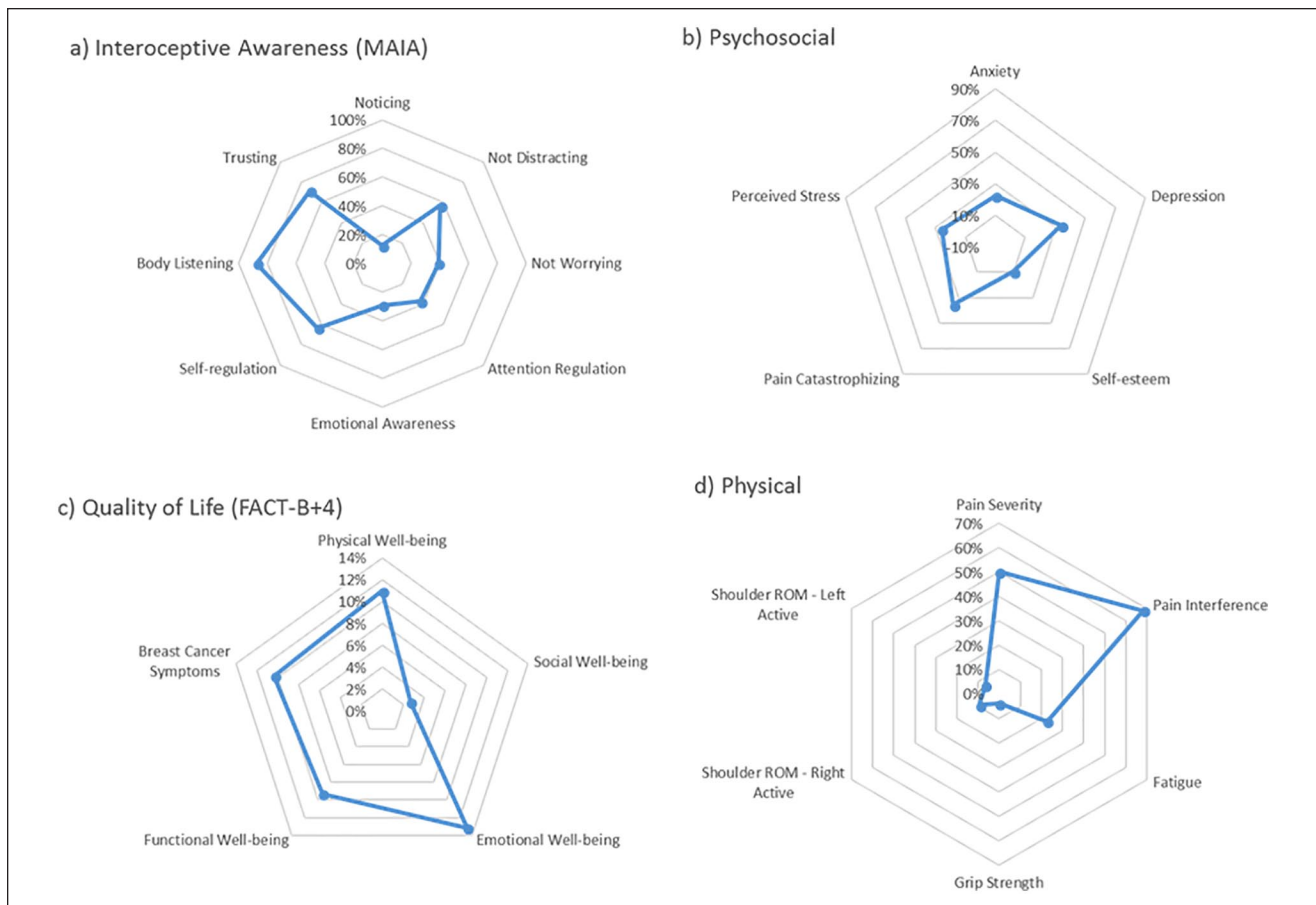 a) Interoceptive Awareness (MAIA)
Noticing
100%
80%
60%
40%
20%
0%
Not Distracting
Not Worrying
Attention Regulation
Emotional Awareness
Self-regulation
Body Listening
Trusting
b) Psychosocial
Anxiety
90%
70%
50%
30%
10%
-10%
Depression
Self-esteem
Pain Catastrophizing
Perceived Stress
c) Quality of Life (FACT-B+4)
Physical Well-being
14%
12%
10%
8%
6%
4%
2%
0%
Social Well-being
Emotional Well-being
Functional Well-being
Breast Cancer
Symptoms
d) Physical
Pain Severity
70%
60%
50%
40%
30%
20%
10%
0%
Pain Interference
Fatigue
Grip Strength
Shoulder ROM - Right
Active
Shoulder ROM - Left
Active